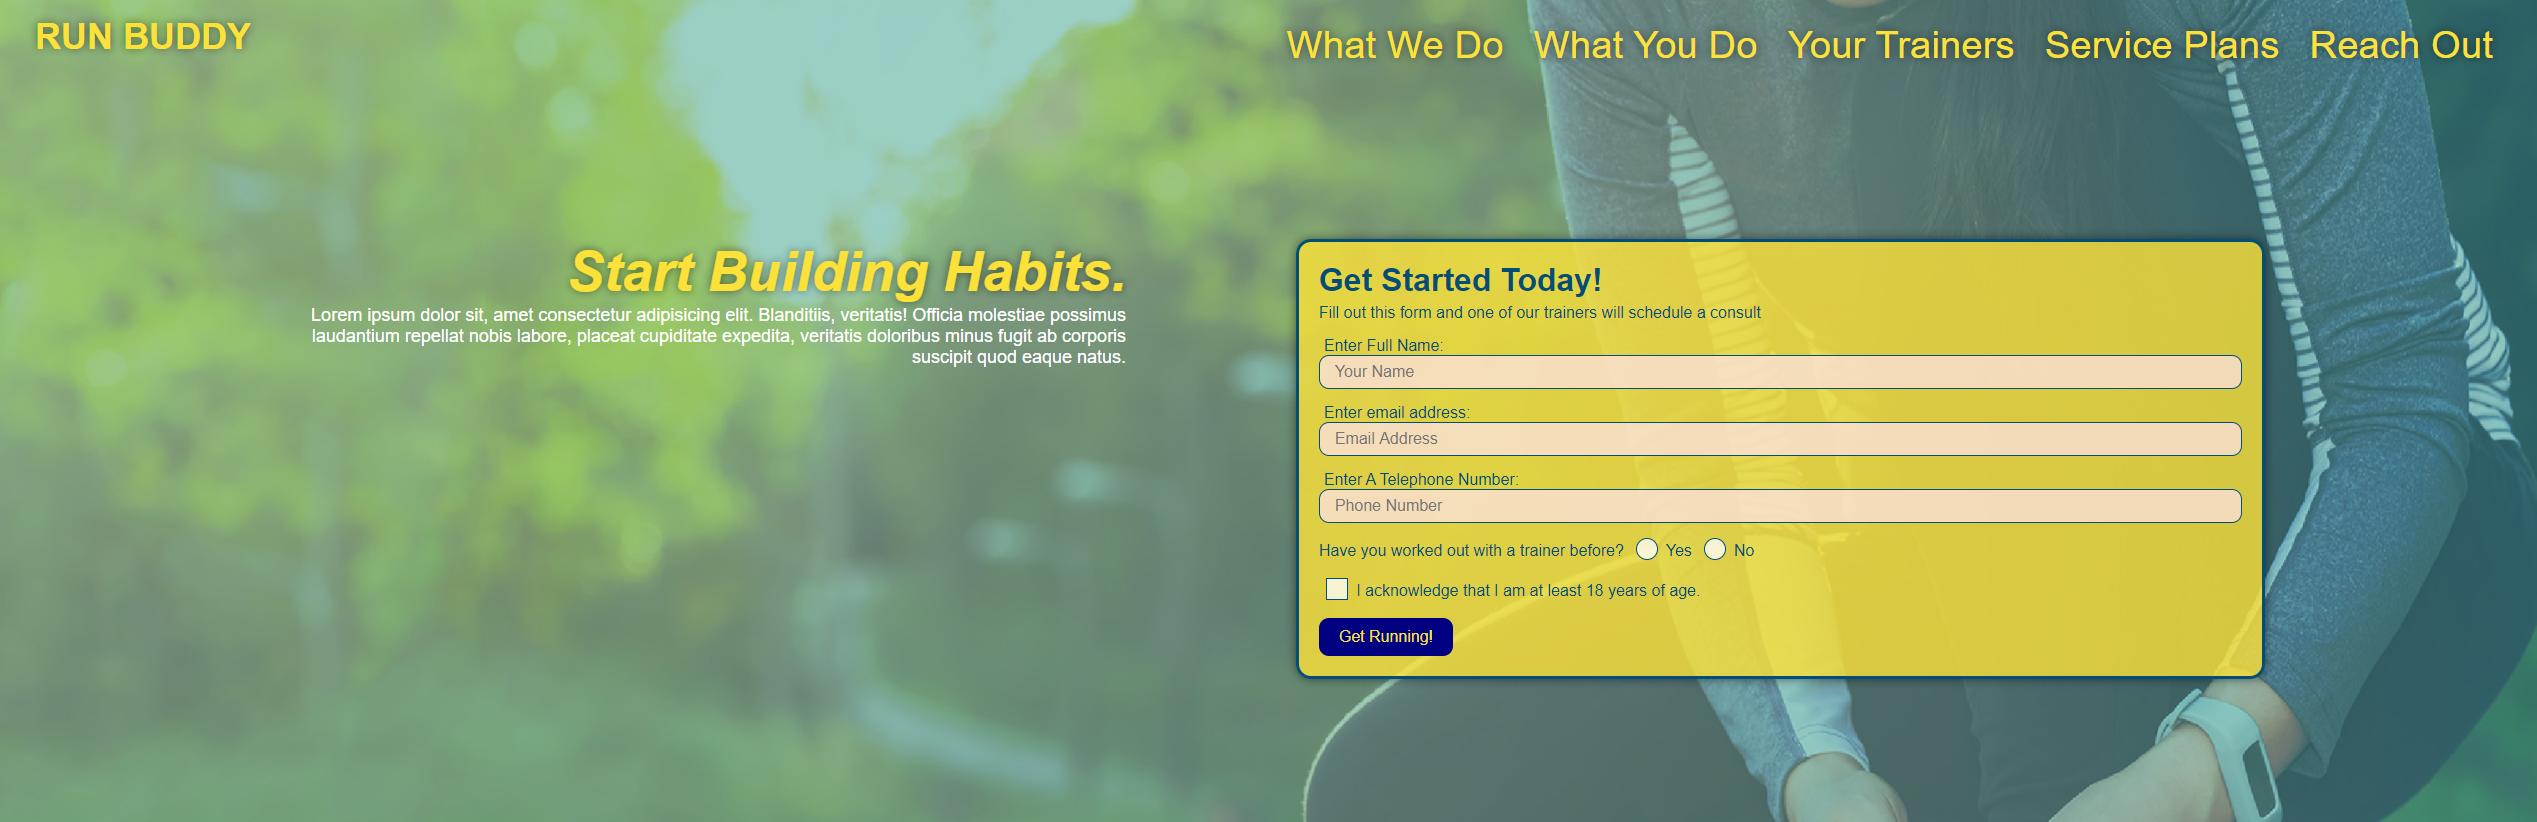 RUN BUDDY
What We Do What You Do Your Trainers Service Plans Reach Out
Start Building Habits.
Lorem ipsum dolor sit, amet consectetur adipisicing elit. Blanditiis, veritatis! Officia molestiae possimus
laudantium repellat nobis labore, placeat cupiditate expedita, veritatis doloribus minus fugit ab corporis
suscipit quod eaque natus.
Get Started Today!
Fill out this form and one of our trainers will schedule a consult
Enter Full Name:
Your Name
Enter email address:
Email Address
Enter A Telephone Number:
Phone Number
Have you worked out with a trainer before? Yes No
I acknowledge that I am at least 18 years of age.
Get Running!